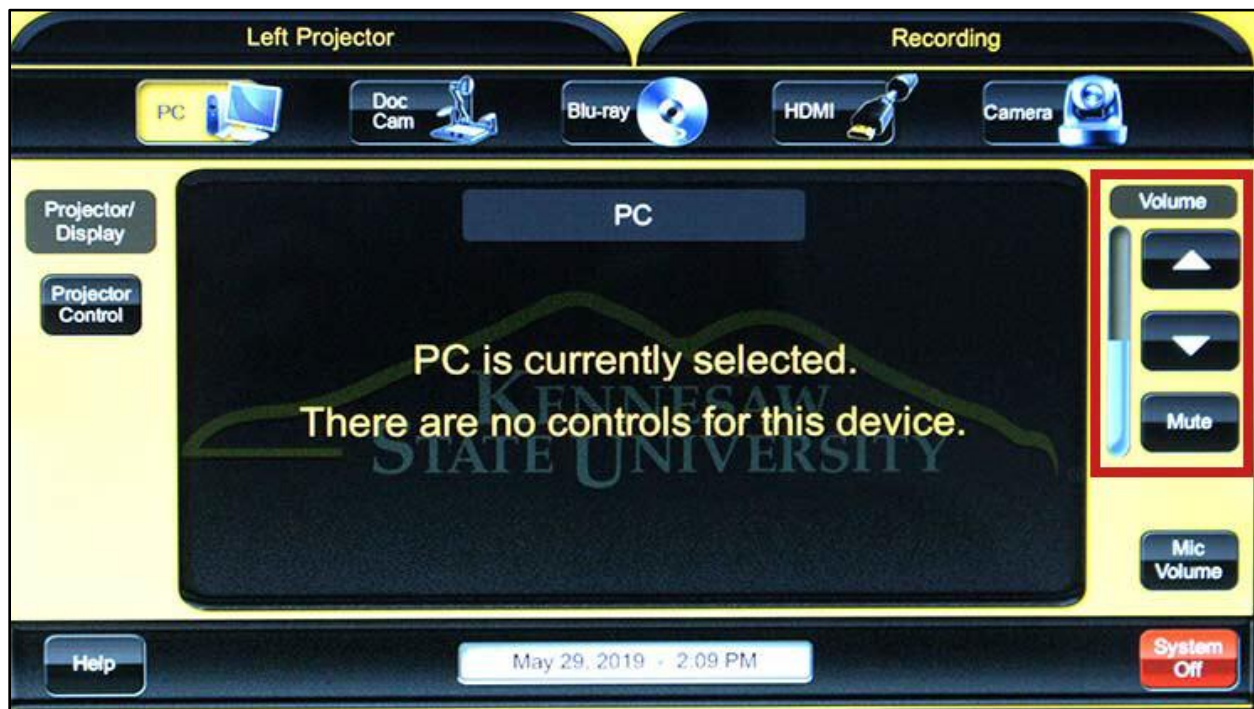 Left Projector
Recording
PC
Doc
Cam
Blu-ray
HDMI
Camera
Projector/
Display
Projector
Control
PC
PC is currently selected.
There are no controls for this device.
KENNESAW
STATE UNIVERSITY
Volume
Mute
Mic
Volume
Help
May 29, 2019 - 2:09 PM
System
Off